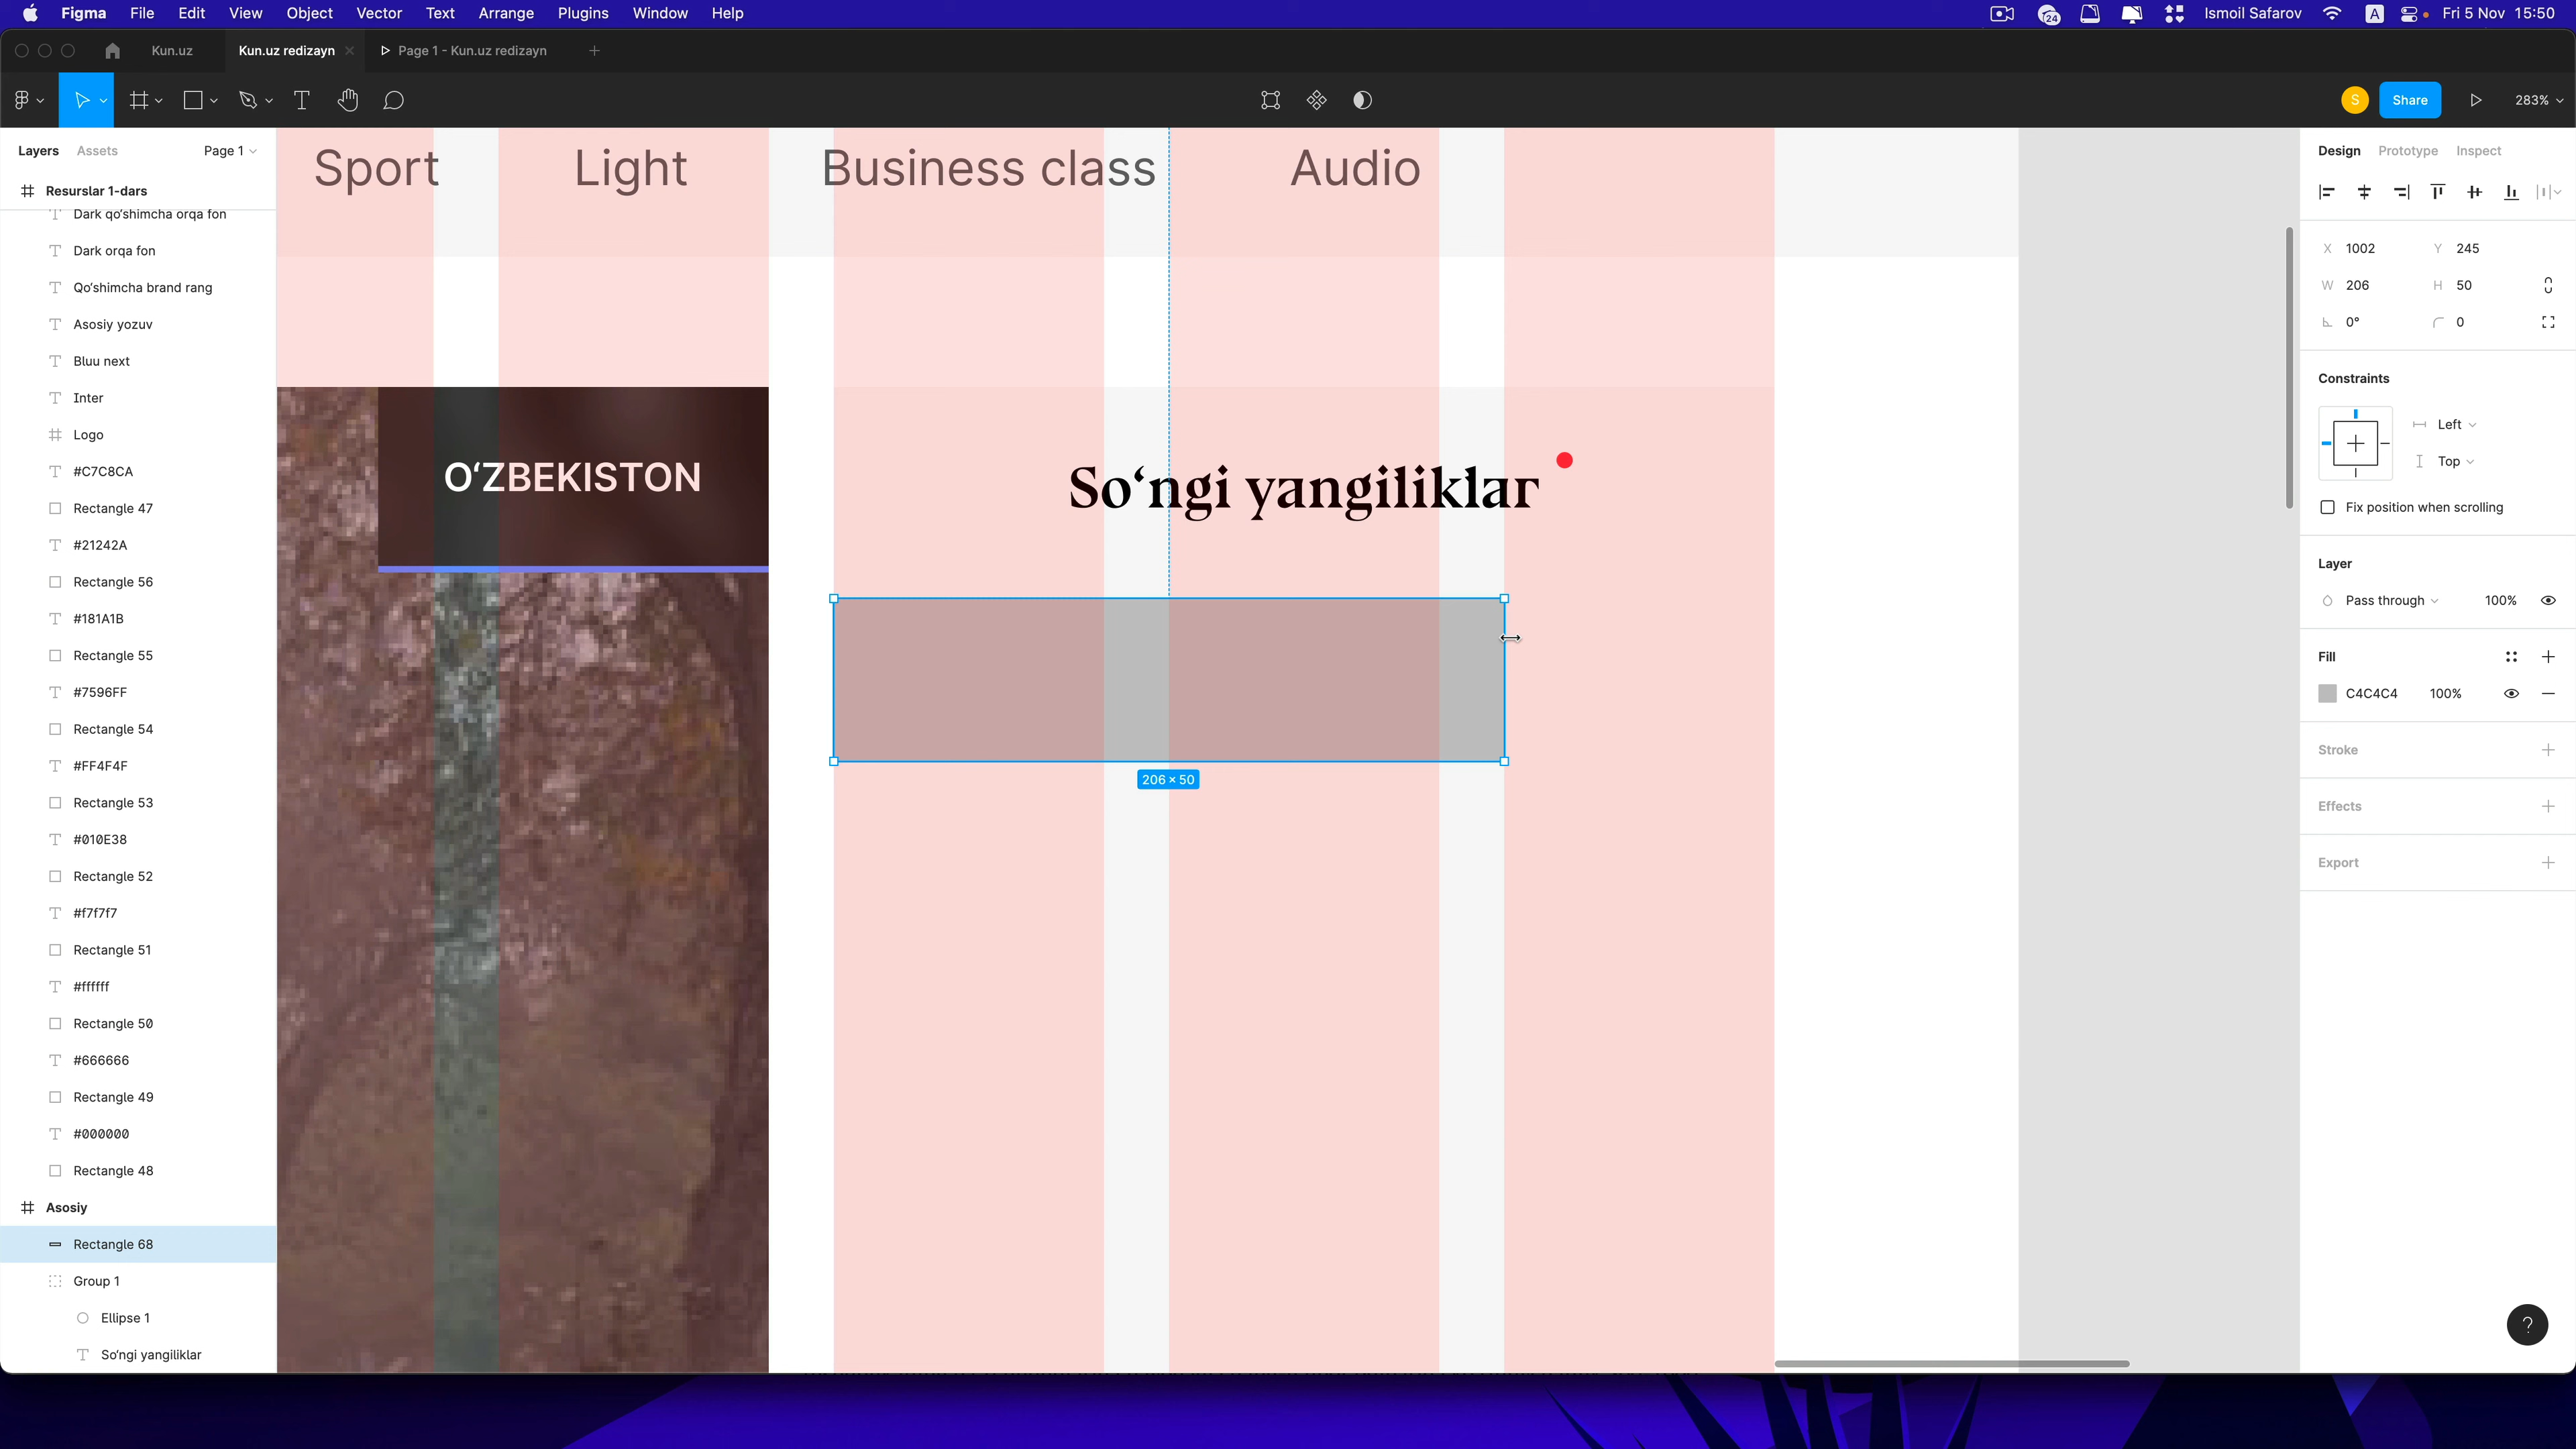 Figma File Edit View Object Vector Text Arrange Plugins Window Help
24 Ismoil Safarov A Fri 5 Nov 15:50
Kun.uz Kun.uz redizayn Page 1 - Kun.uz redizayn
S Share 283%
Layers Assets Page 1
Resurslar 1-dars
Dark qo‘shimcha orqa fon
Dark orqa fon
Qo‘shimcha brand rang
Asosiy yozuv
Bluu next
Inter
Logo
#C7C8CA
Rectangle 47
#21242A
Rectangle 56
#181A1B
Rectangle 55
#7596FF
Rectangle 54
#FF4F4F
Rectangle 53
#010E38
Rectangle 52
#f7f7f7
Rectangle 51
#ffffff
Rectangle 50
#666666
Rectangle 49
#000000
Rectangle 48
Asosiy
Rectangle 68
Group 1
Ellipse 1
So‘ngi yangiliklar
Sport Light Business class Audio
O‘ZBEKISTON
So‘ngi yangiliklar
206 × 50
Design Prototype Inspect
X 1002 Y 245
W 206 H 50
0° 0
Constraints
Left
Top
Fix position when scrolling
Layer
Pass through 100%
Fill
C4C4C4 100%
Stroke
Effects
Export
?